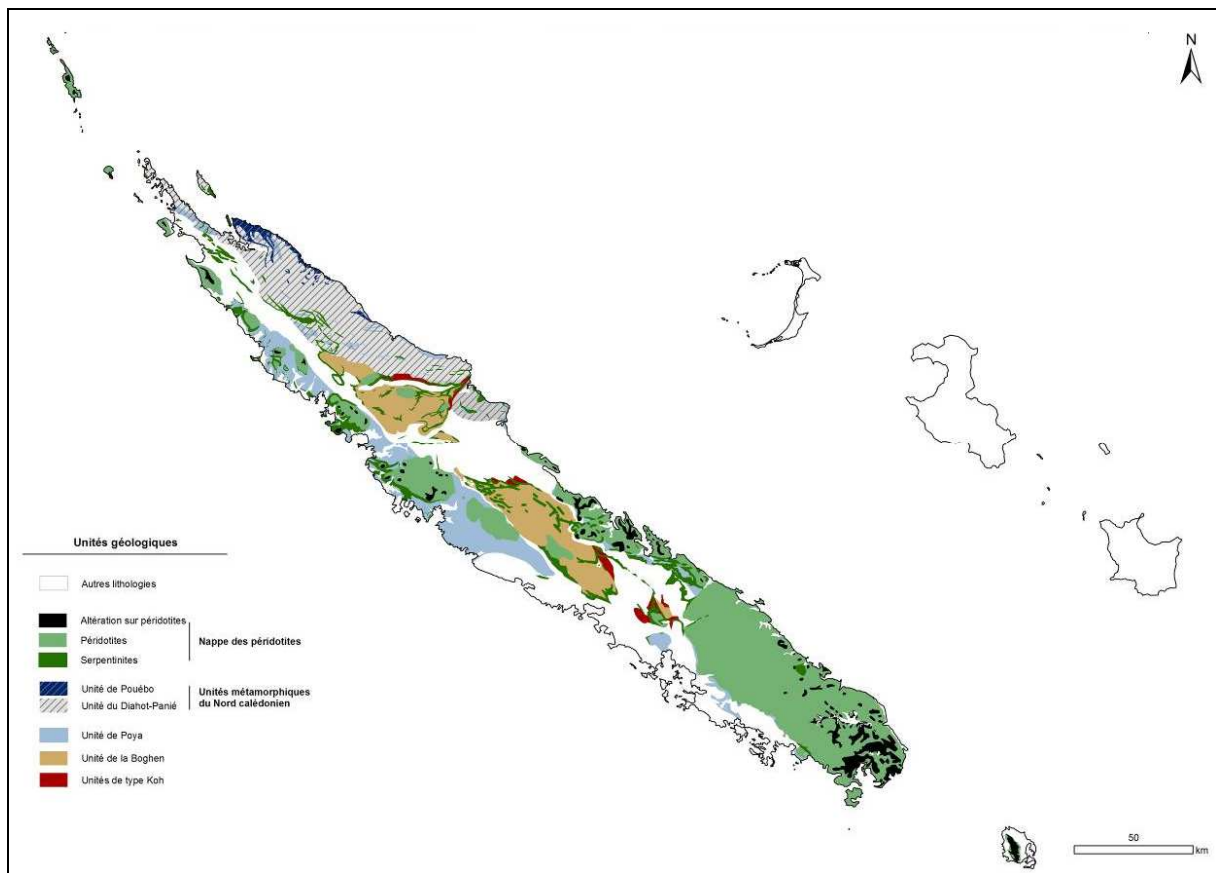 N
Unités géologiques
Autres lithologies
Altération sur péridotites
Péridotites
Serpentinites
Nappe des péridotites
Unité de Pouébo
Unité du Diahot-Panié
Unités métamorphiques
du Nord calédonien
Unité de Poya
Unité de la Boghen
Unités de type Koh
50
km